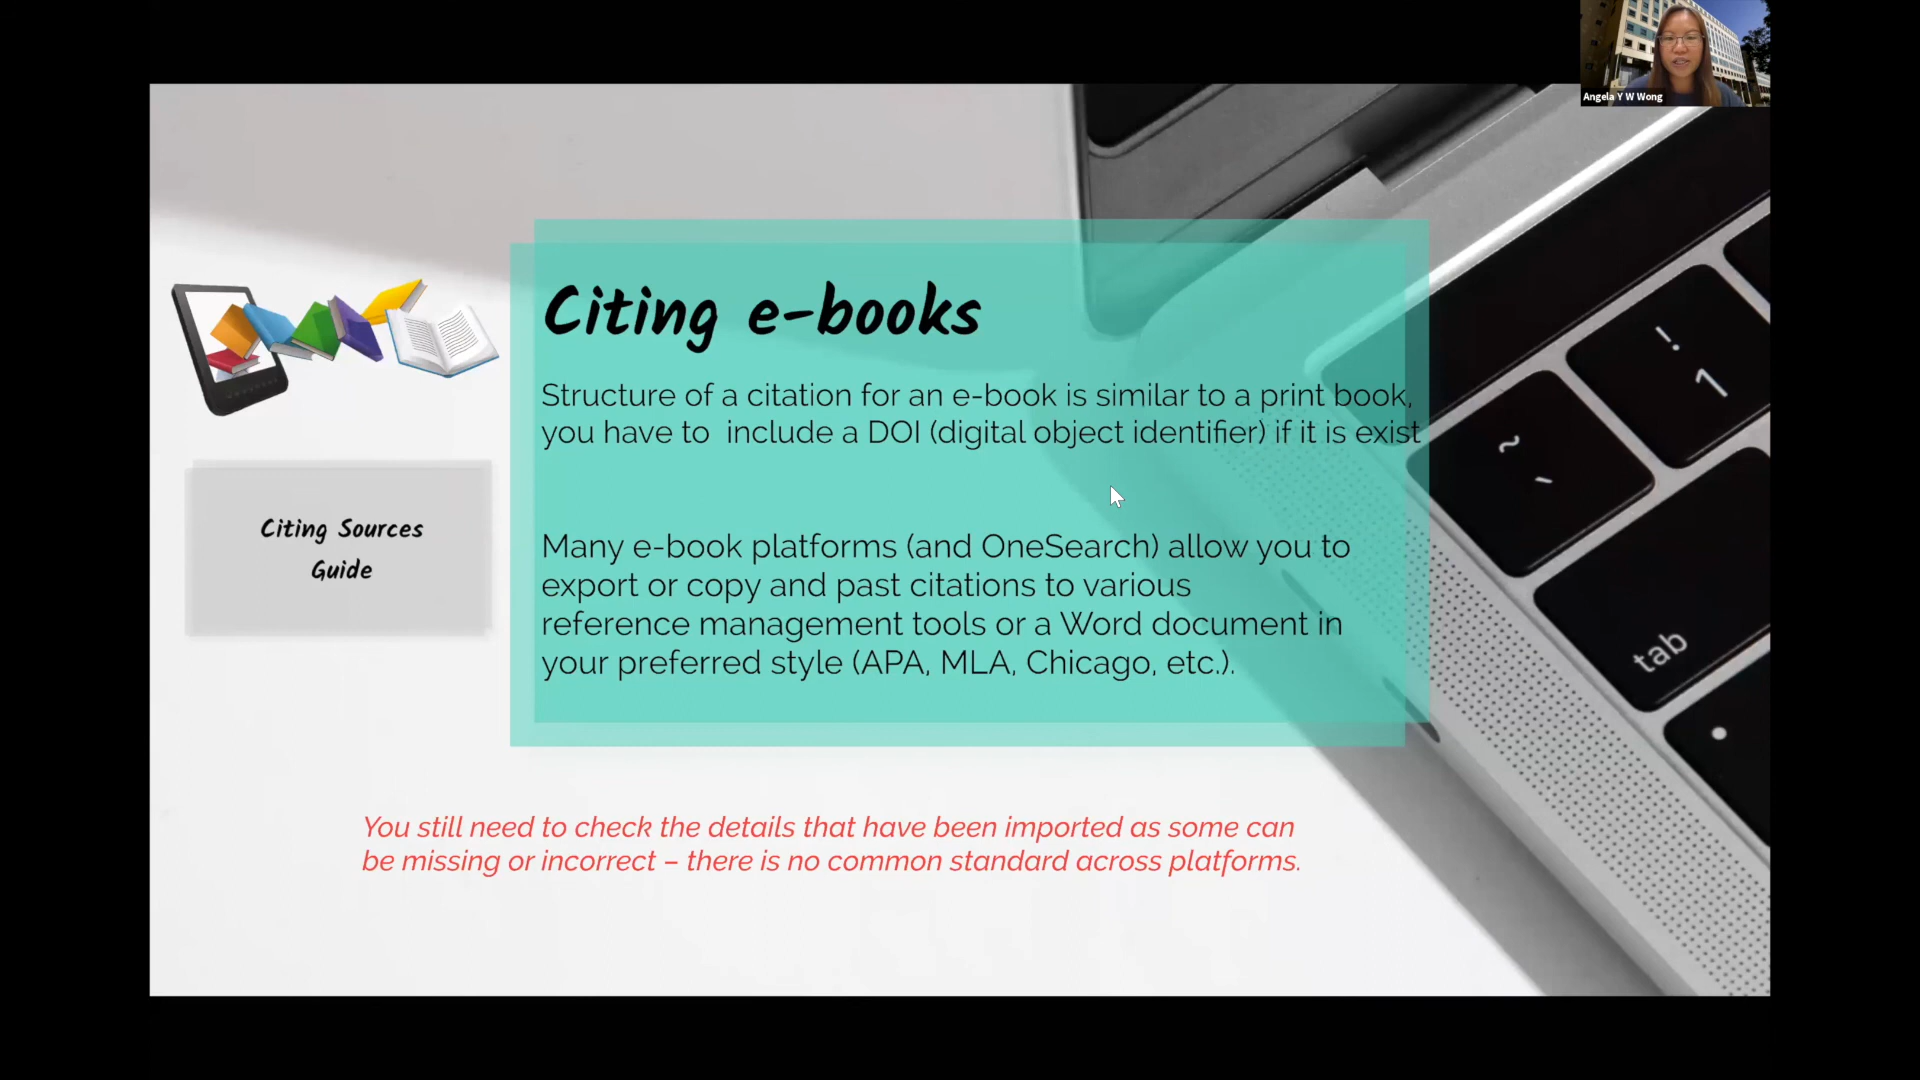 Angela Y W Wong
Citing e-books
Structure of a citation for an e-book is similar to a print book,
you have to include a DOI (digital object identifier) if it is exist
Citing Sources
Guide
Many e-book platforms (and OneSearch) allow you to
export or copy and past citations to various
reference management tools or a Word document in
your preferred style (APA, MLA, Chicago, etc.).
You still need to check the details that have been imported as some can
be missing or incorrect – there is no common standard across platforms.
!
1
~
tab